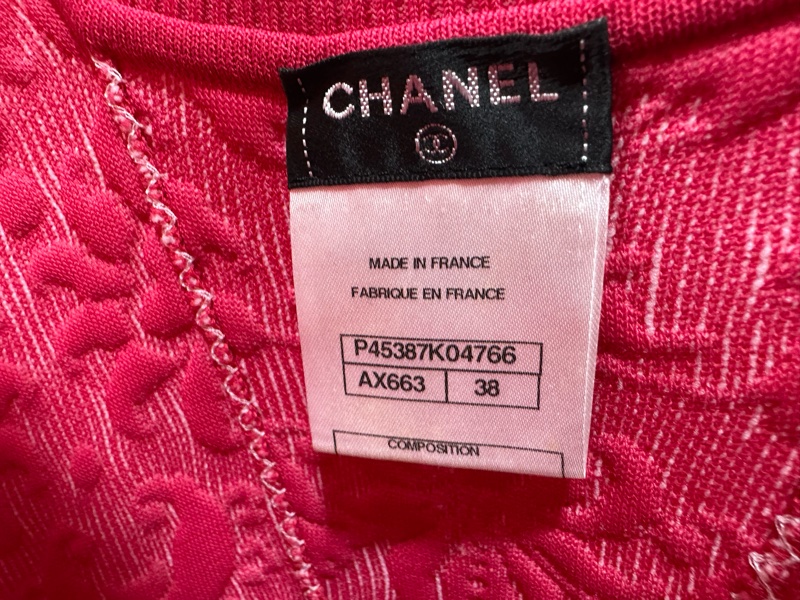 CHANEL
MADE IN FRANCE
FABRIQUE EN FRANCE
P45387K04766
AX663 38
COMPOSITION